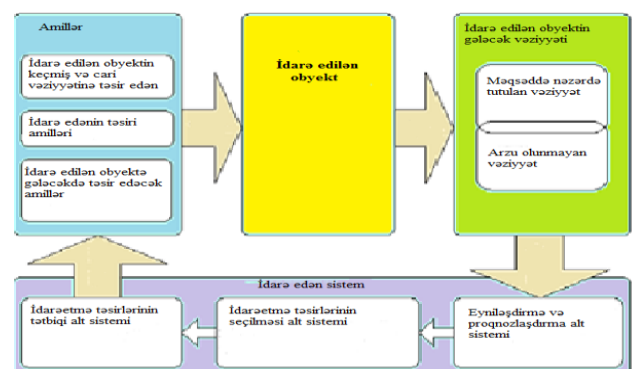 Amillər
İdarə edilən obyektin
keçmiş və cari
vəziyyətinə təsir edən
İdarə edənin təsiri
amilləri
İdarə edilən obyektə
gələcəkdə təsir edəcək
amillər
İdarə edilən
obyekt
İdarə edilən obyektin
gələcək vəziyyəti
Məqsəddə nəzərdə
tutulan vəziyyət
Arzu olunmayan
vəziyyət
İdarə edən sistem
İdarəetmə təsirlərinin
tətbiqi alt sistemi
İdarəetmə təsirlərinin
seçilməsi alt sistemi
Eyniləşdirmə və
proqnozlaşdırma alt
sistemi